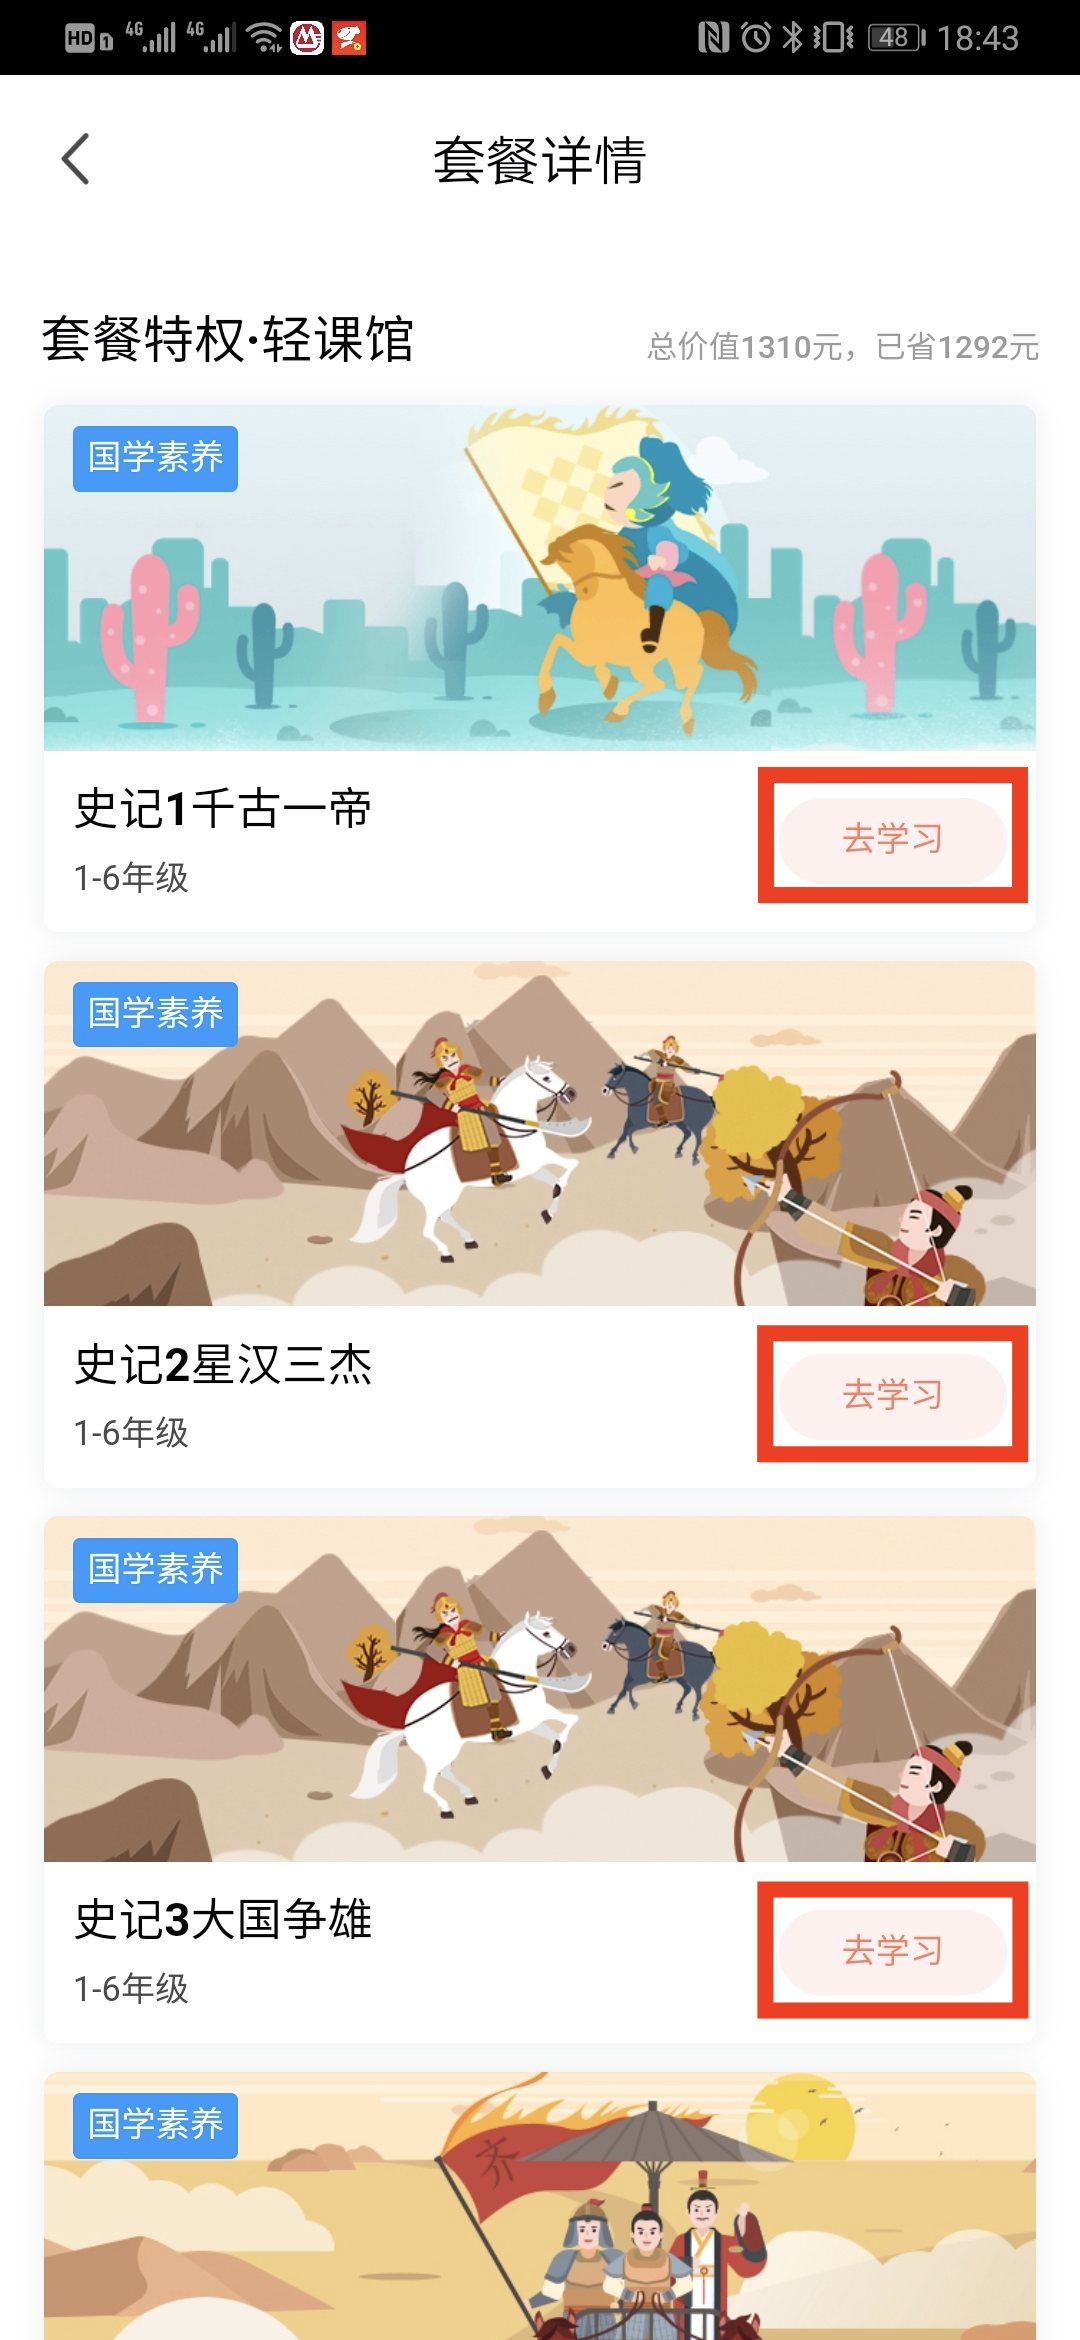 HD 1 4G 4G 48 18:43
套餐详情
套餐特权·轻课馆
总价值1310元，已省1292元
国学素养
史记1千古一帝
去学习
1-6年级
国学素养
史记2星汉三杰
去学习
1-6年级
国学素养
史记3大国争雄
去学习
1-6年级
国学素养
齐